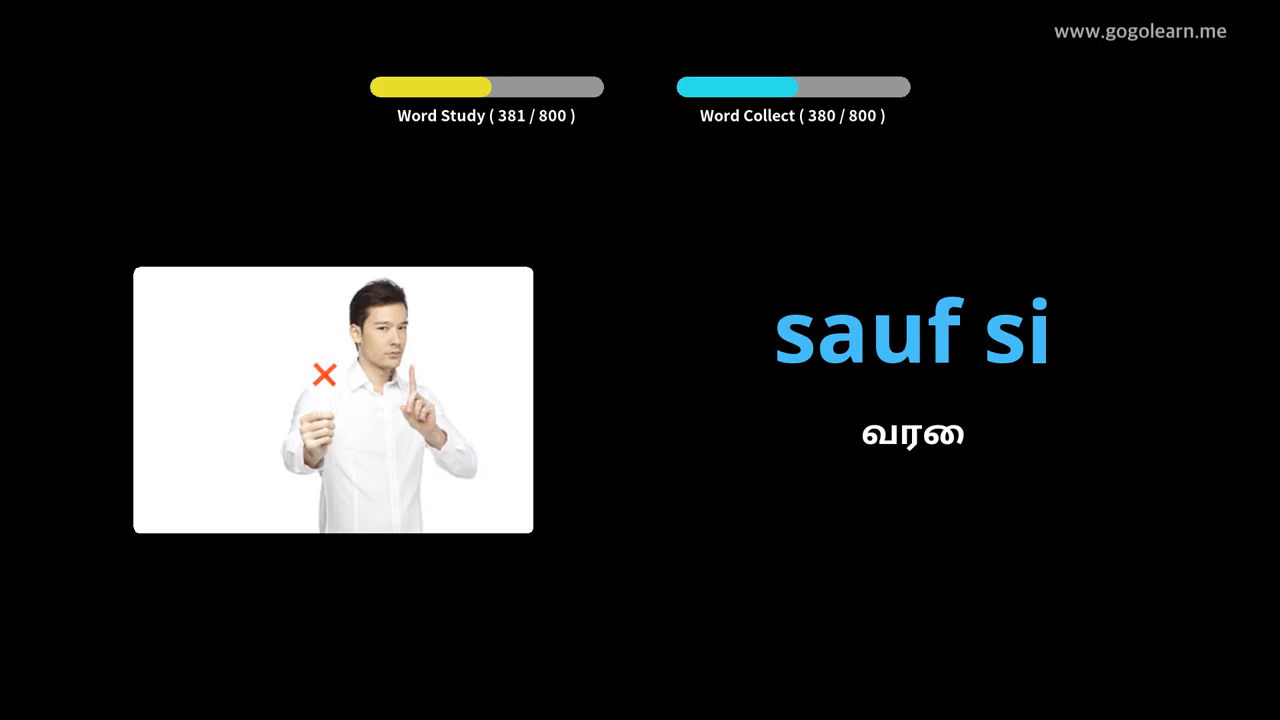 www.gogolearn.me
Word Study ( 381 / 800 )
Word Collect ( 380 / 800 )
sauf si
வரை